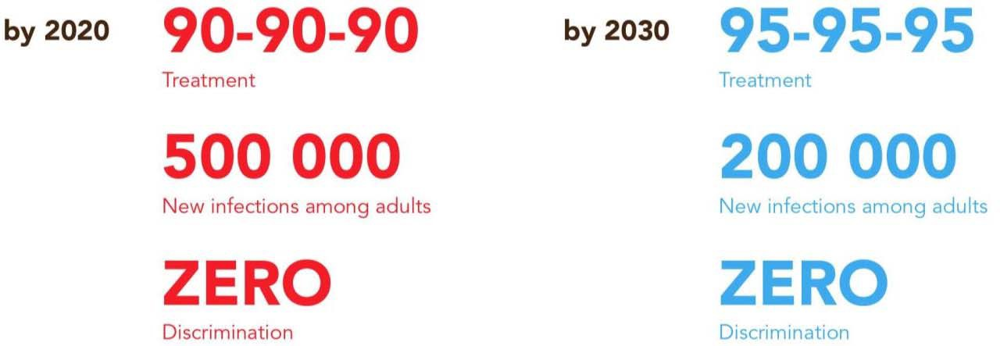 by 2020
90-90-90
Treatment
500 000
New infections among adults
ZERO
Discrimination
by 2030
95-95-95
Treatment
200 000
New infections among adults
ZERO
Discrimination